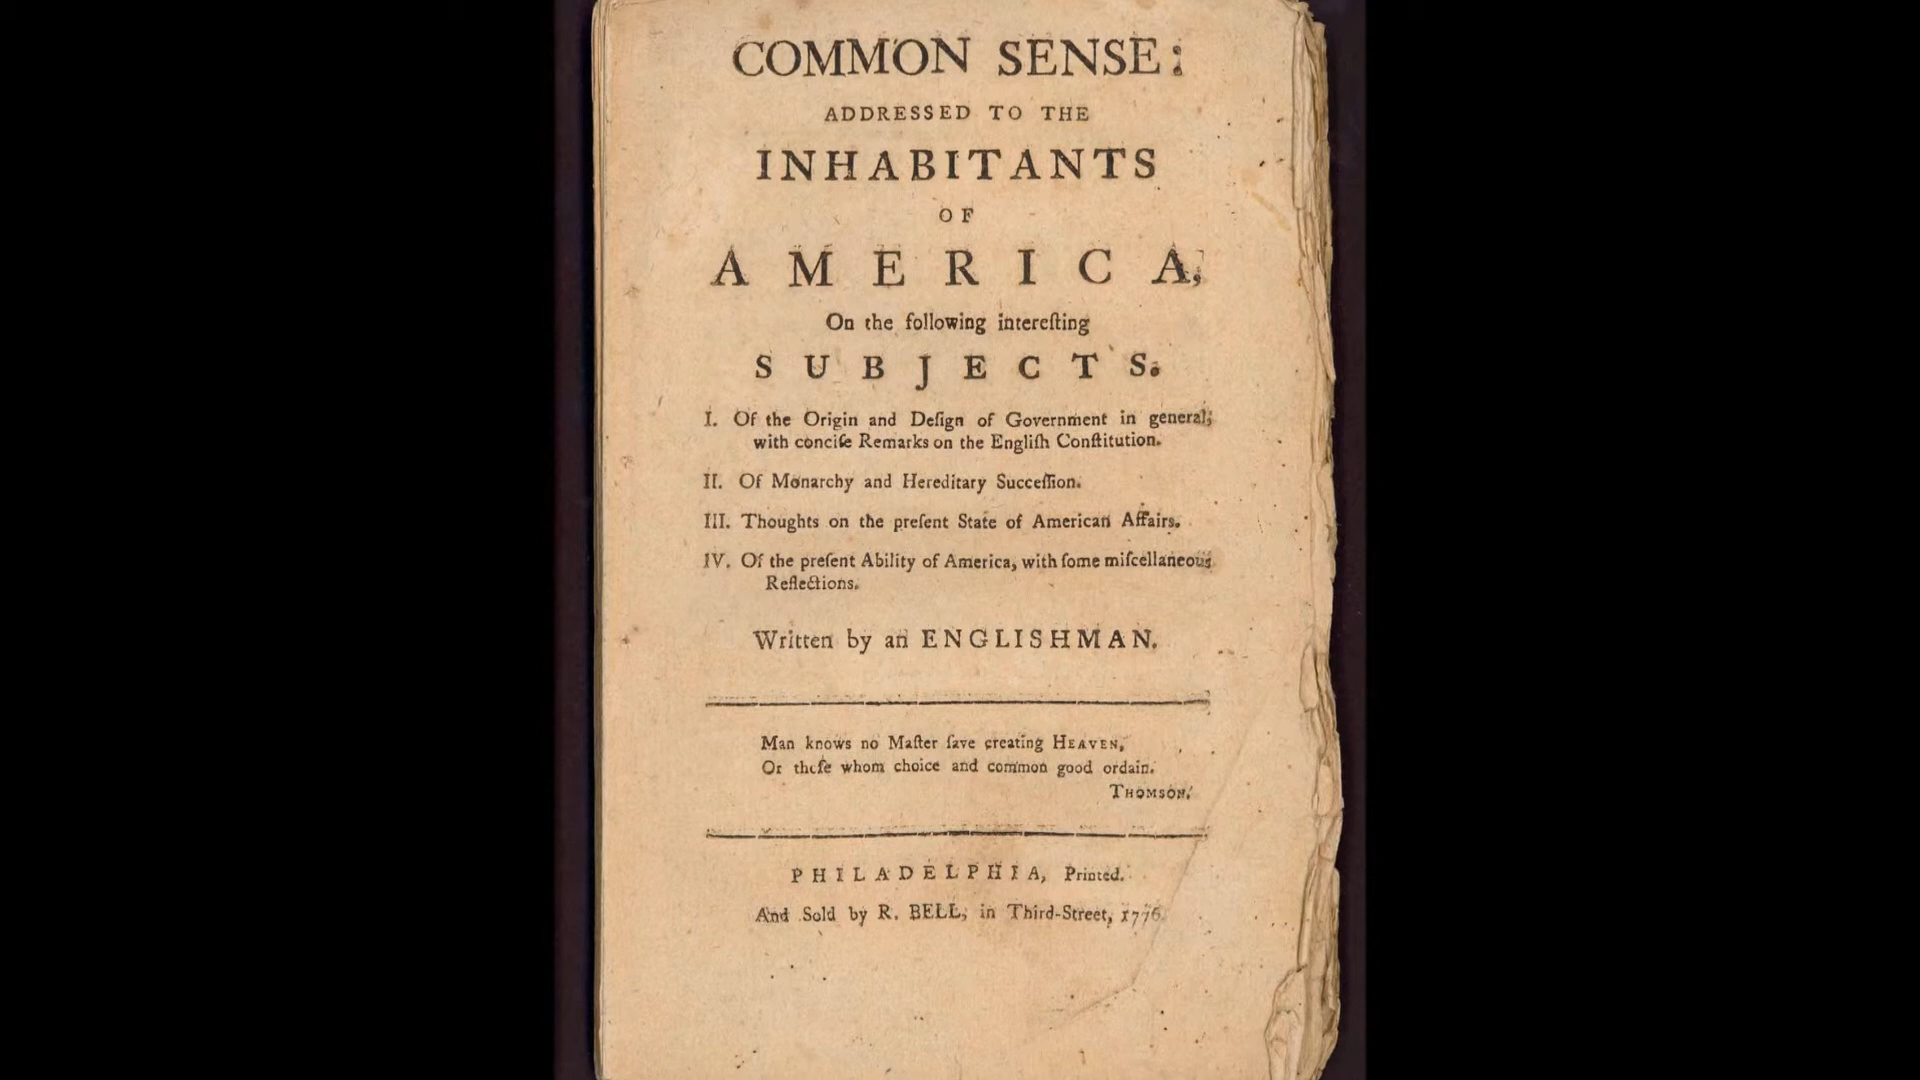 COMMON SENSE:
ADDRESSED TO THE
INHABITANTS
OF
AMERICA,
On the following intereſting
SUBJECTS.
I. Of the Origin and Deſign of Government in general;
with conciſe Remarks on the Engliſh Conſtitution.
II. Of Monarchy and Hereditary Succeſſion.
III. Thoughts on the preſent State of American Affairs.
IV. Of the preſent Ability of America, with ſome miſcellaneous
Reflections.
Written by an ENGLISHMAN.
Man knows no Maſter ſave creating HEAVEN,
Or thoſe whom choice and common good ordain.
THOMSON.
PHILADELPHIA, Printed.
And Sold by R. BELL, in Third-Street, 1776.